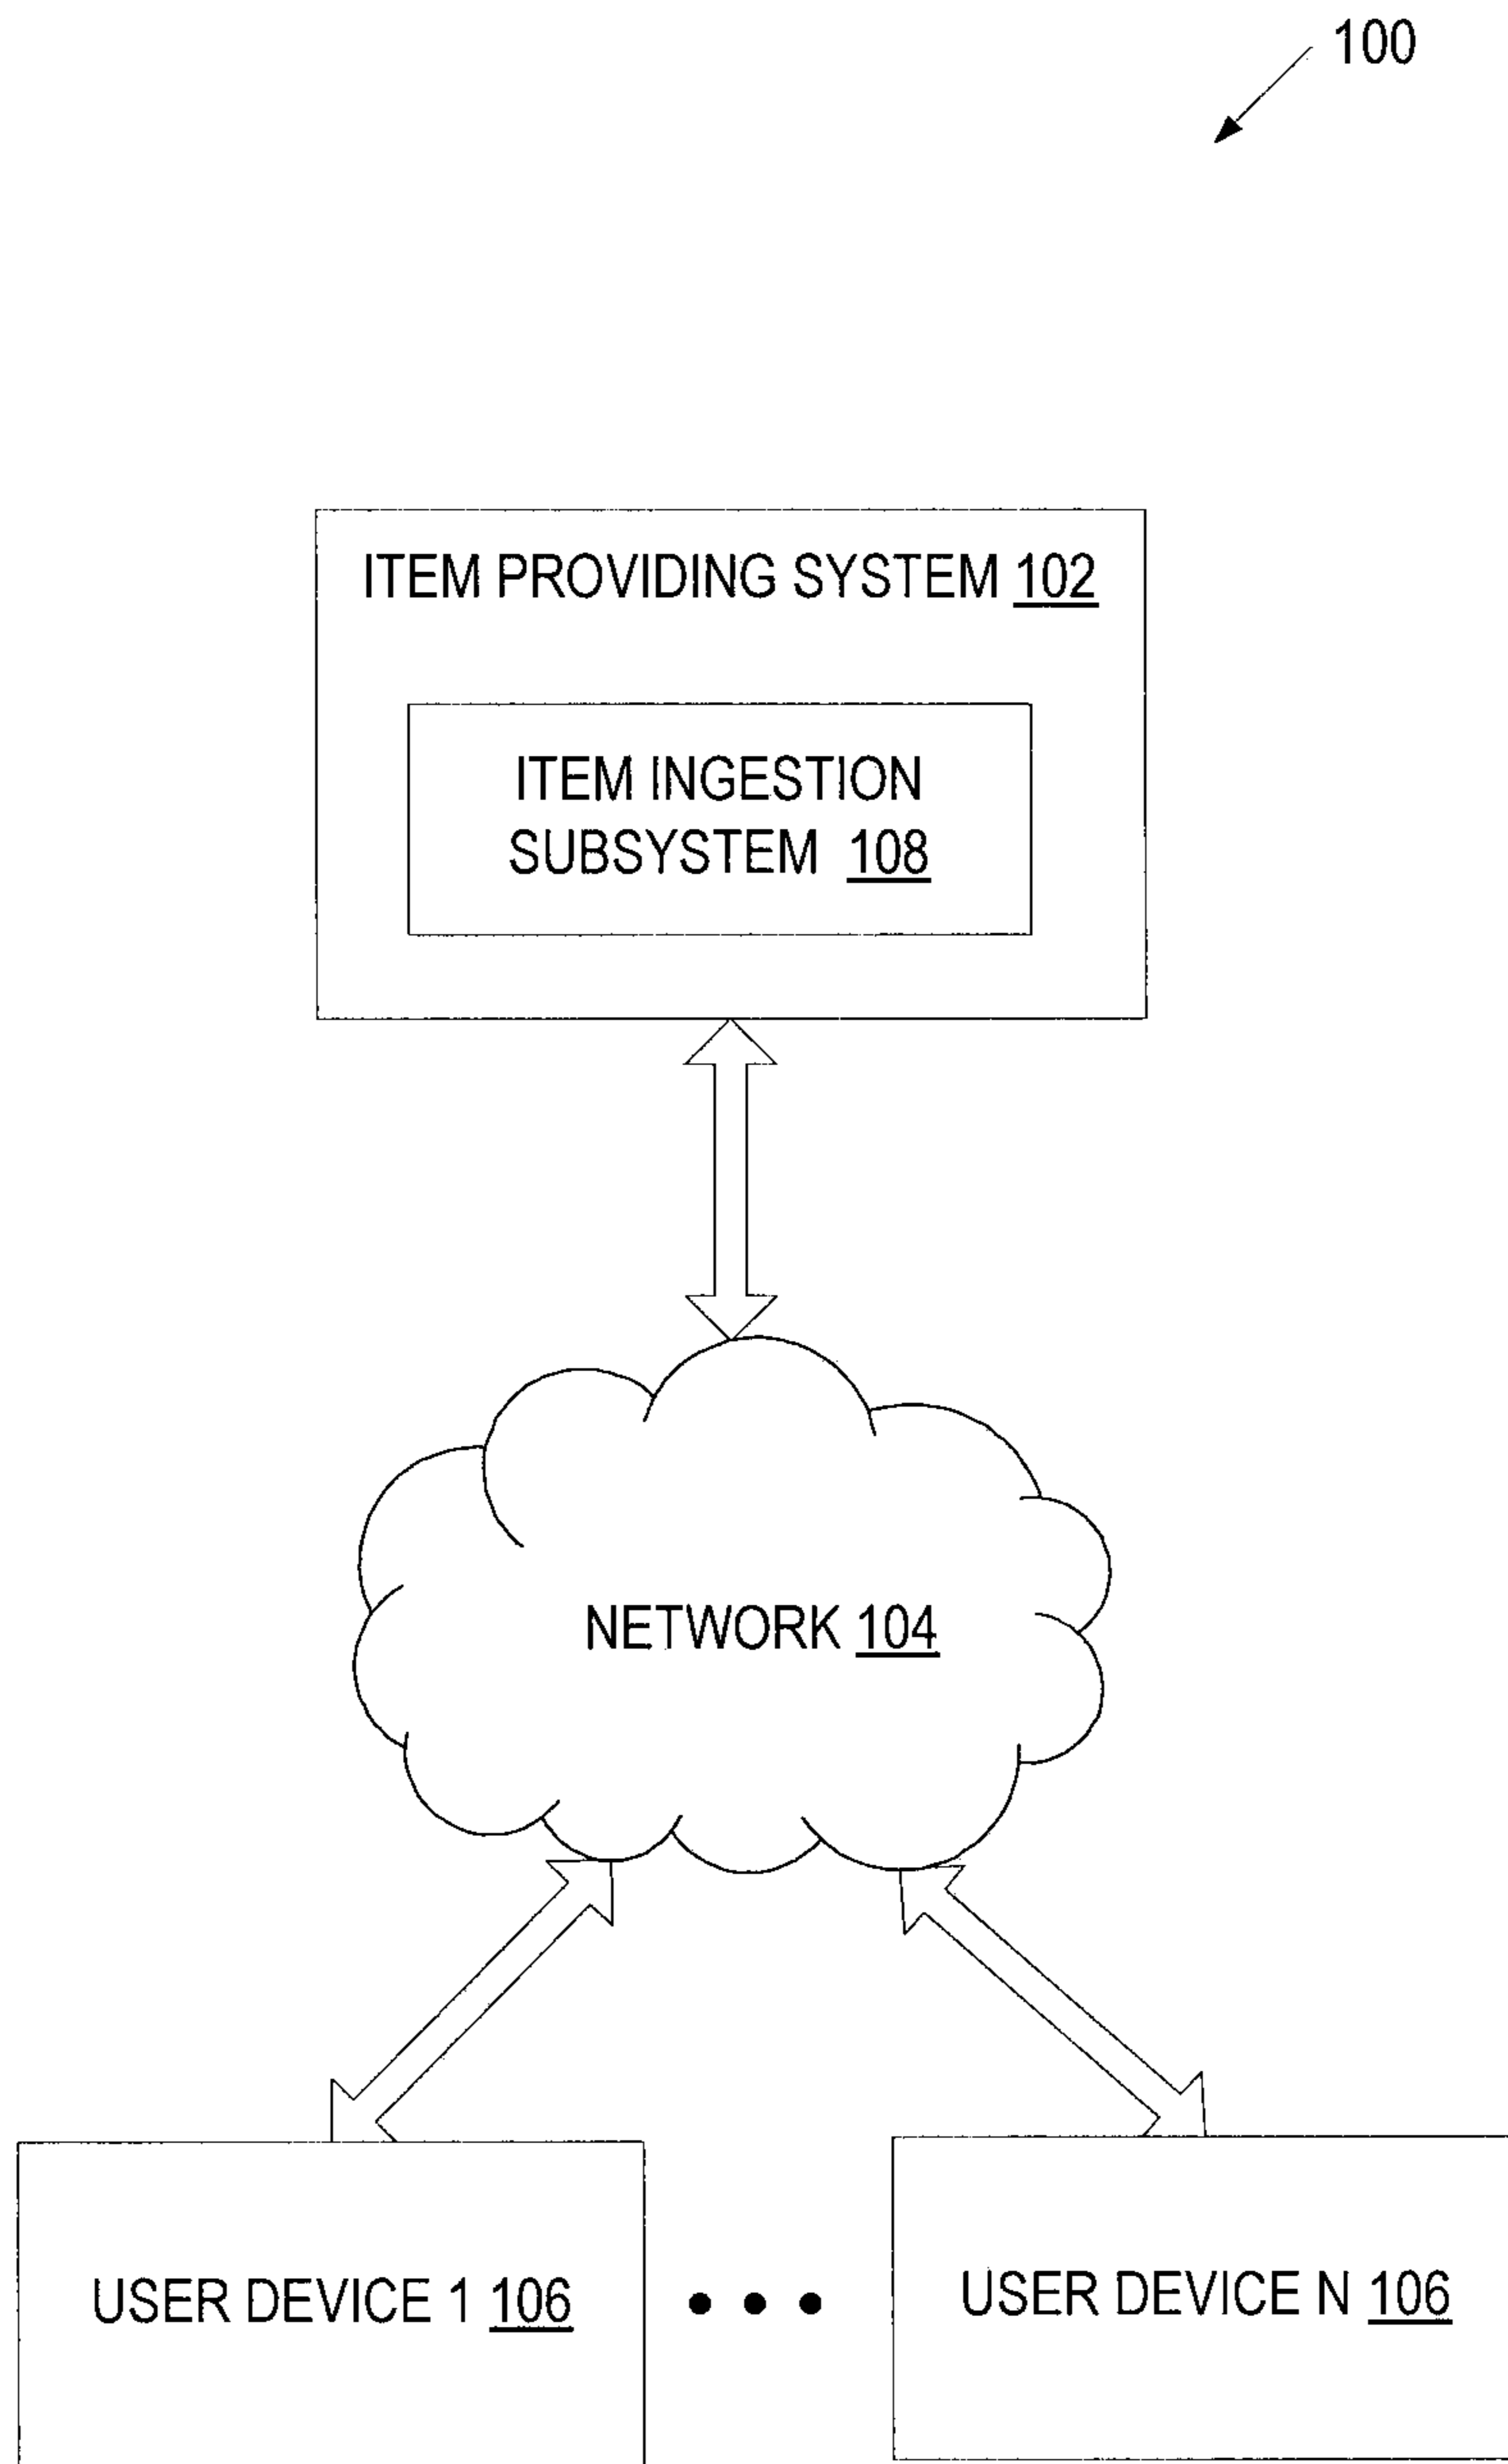 100
ITEM PROVIDING SYSTEM 102
ITEM INGESTION
SUBSYSTEM 108
NETWORK 104
USER DEVICE 1 106
USER DEVICE N 106